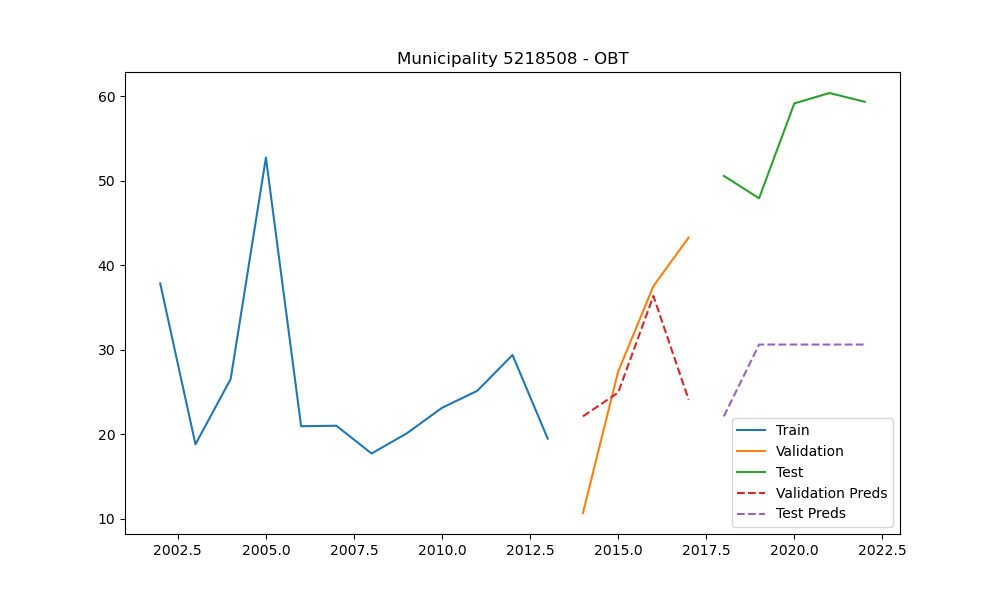 Municipality 5218508 - OBT
60
50
40
30
20
10
2002.5 2005.0 2007.5 2010.0 2012.5 2015.0 2017.5 2020.0 2022.5
Train
Validation
Test
Validation Preds
Test Preds